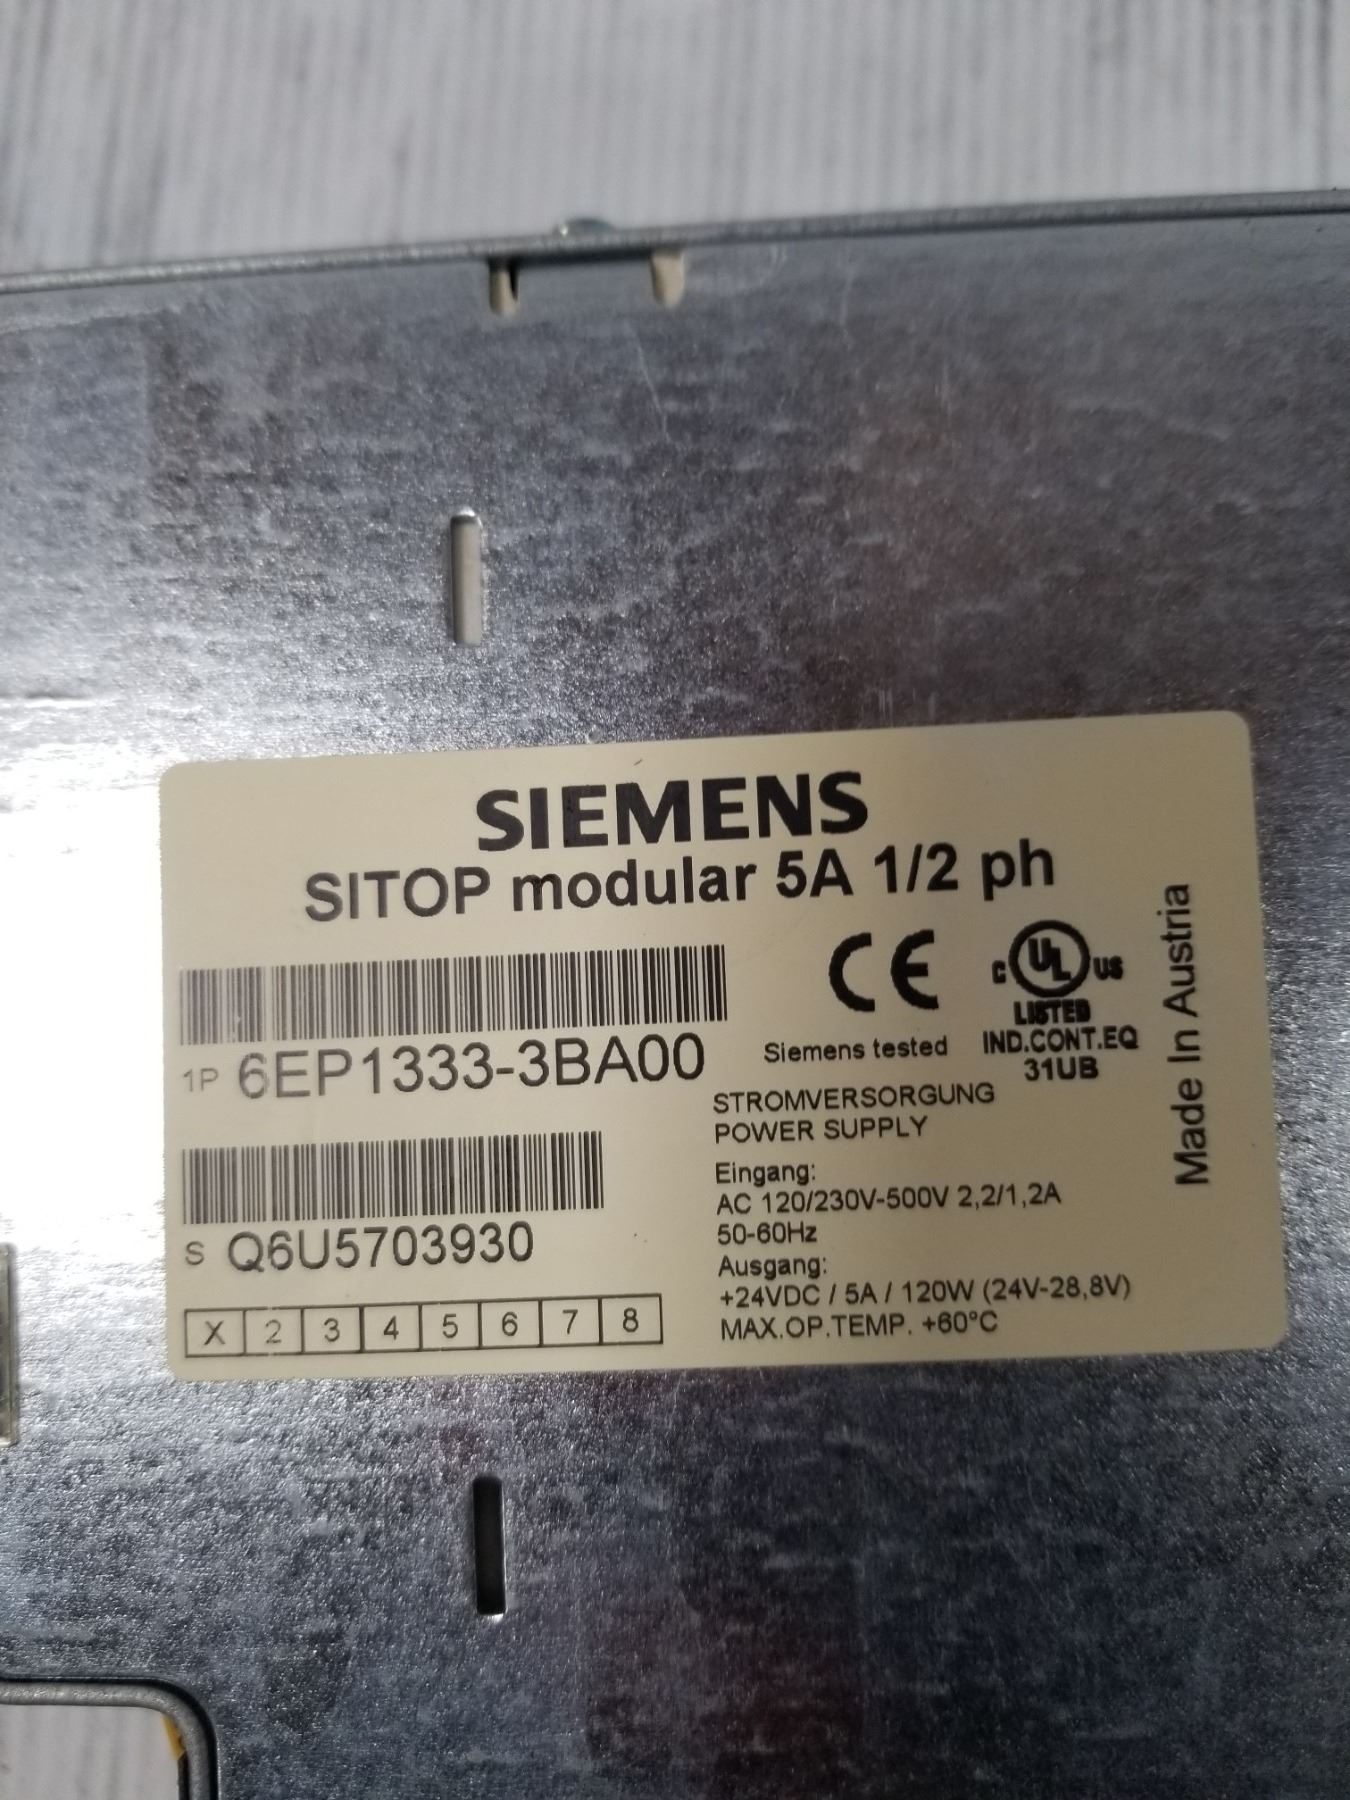 SIEMENS
SITOP modular 5A 1/2 ph
1P 6EP1333-3BA00
S Q6U5703930
X 2 3 4 5 6 7 8
CE
Siemens tested
C UL US
LISTED
IND.CONT.EQ
31UB
STROMVERSORGUNG
POWER SUPPLY
Eingang:
AC 120/230V-500V 2,2/1,2A
50-60Hz
Ausgang:
+24VDC / 5A / 120W (24V-28,8V)
MAX.OP.TEMP. +60°C
Made In Austria